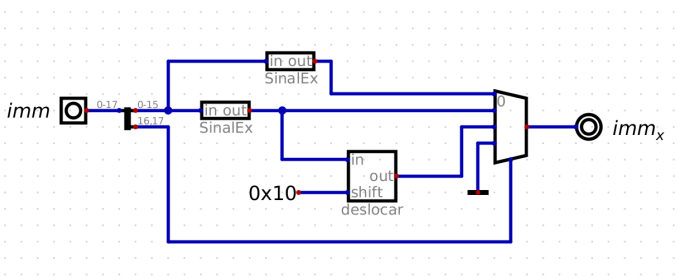 in out
SinalEx
imm
0-17
0-15
16,17
in out
SinalEx
0
immx
in
out
shift
0x10
deslocar